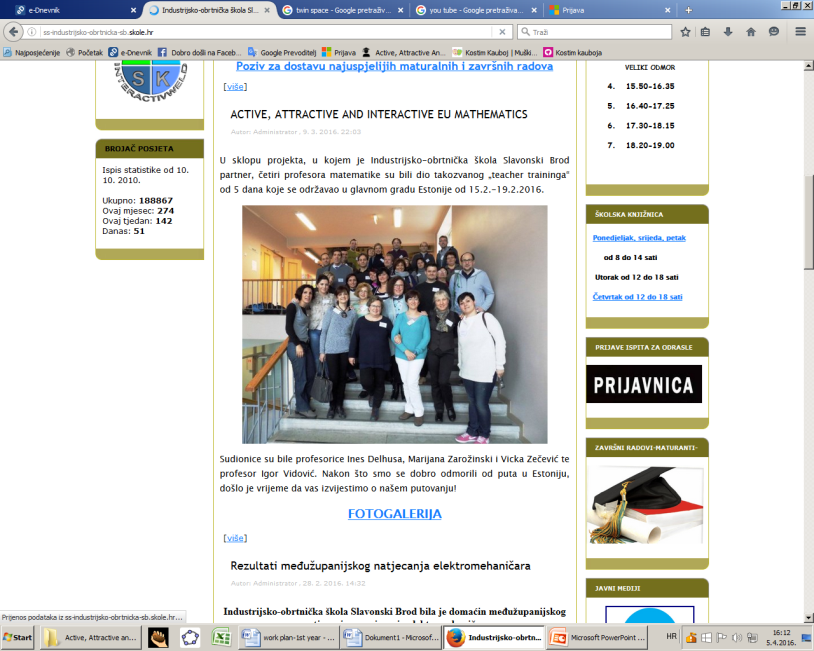 e-Dnevnik
Industrijsko-obrtnička škola Sl...
twin space - Google pretraživ...
you tube - Google pretraživa...
Prijava
ss-industrijsko-obrtnicka-sb.skole.hr
Traži
Najposjećenije
Početak
e-Dnevnik
Dobro došli na Faceb...
Google Prevoditelj
Prijava
Active, Attractive An...
Kostim Kauboj | Muški...
Kostim kauboja
SK
INTERACTIVWELD
BROJAČ POSJETA
Ispis statistike od 10.
10. 2010.
Ukupno: 188867
Ovaj mjesec: 274
Ovaj tjedan: 142
Danas: 51
Poziv za dostavu najuspjelijih maturalnih i završnih radova
[više]
ACTIVE, ATTRACTIVE AND INTERACTIVE EU MATHEMATICS
Autor: Administrator , 9. 3. 2016. 22:03
U sklopu projekta, u kojem je Industrijsko-obrtnička škola Slavonski Brod
partner, četiri profesora matematike su bili dio takozvanog „teacher traininga"
od 5 dana koje se održavao u glavnom gradu Estonije od 15.2.-19.2.2016.
Sudionice su bile profesorice Ines Delhusa, Marijana Zarožinski i Vicka Zečević te
profesor Igor Vidović. Nakon što smo se dobro odmorili od puta u Estoniju,
došlo je vrijeme da vas izvijestimo o našem putovanju!
FOTOGALERIJA
[više]
Rezultati međužupanijskog natjecanja elektromehaničara
Autor: Administrator , 28. 2. 2016. 14:32
Industrijsko-obrtnička škola Slavonski Brod bila je domaćin međužupanijskog
VELIKI ODMOR
4. 15.50-16.35
5. 16.40-17.25
6. 17.30-18.15
7. 18.20-19.00
ŠKOLSKA KNJIŽNICA
Ponedjeljak, srijeda, petak
od 8 do 14 sati
Utorak od 12 do 18 sati
Četvrtak od 12 do 18 sati
PRIJAVE ISPITA ZA ODRASLE
PRIJAVNICA
ZAVRŠNI RADOVI-MATURANTI-
JAVNI MEDIJI
Prijenos podataka iz ss-industrijsko-obrtnicka-sb.skole.hr...
Start
Active, Attractive an...
work plan-1st year - ...
Dokument1 - Microsof...
Industrijsko-obrtn...
Microsoft PowerPoint ...
HR
16:12
5.4.2016.